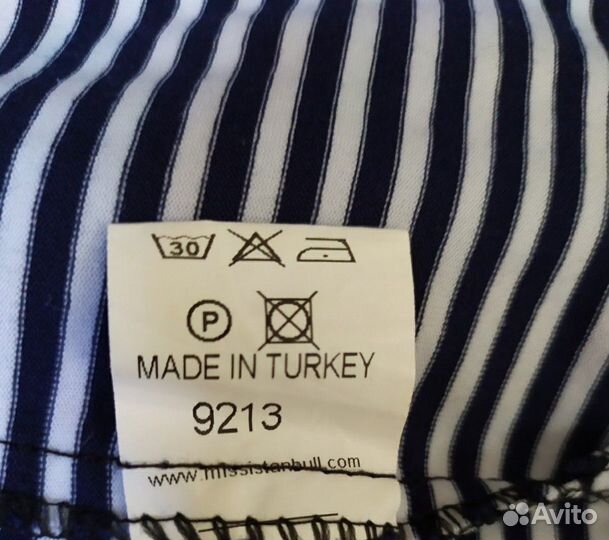 30
P
MADE IN TURKEY
9213
www.missistanbull.com
Avito